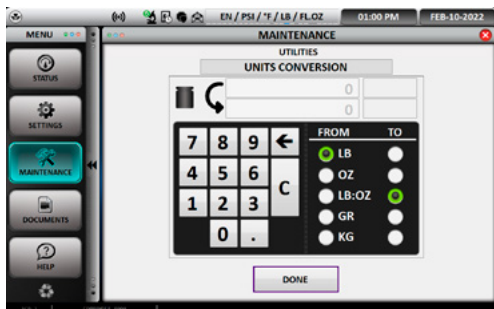 EN / PSI / °F / LB / FL.OZ 01:00 PM FEB-10-2022
MENU MAINTENANCE
UTILITIES
UNITS CONVERSION
STATUS
SETTINGS
MAINTENANCE
DOCUMENTS
HELP
0
0
7 8 9
4 5 6 C
1 2 3
0 .
FROM TO
LB
OZ
LB:OZ
GR
KG
DONE